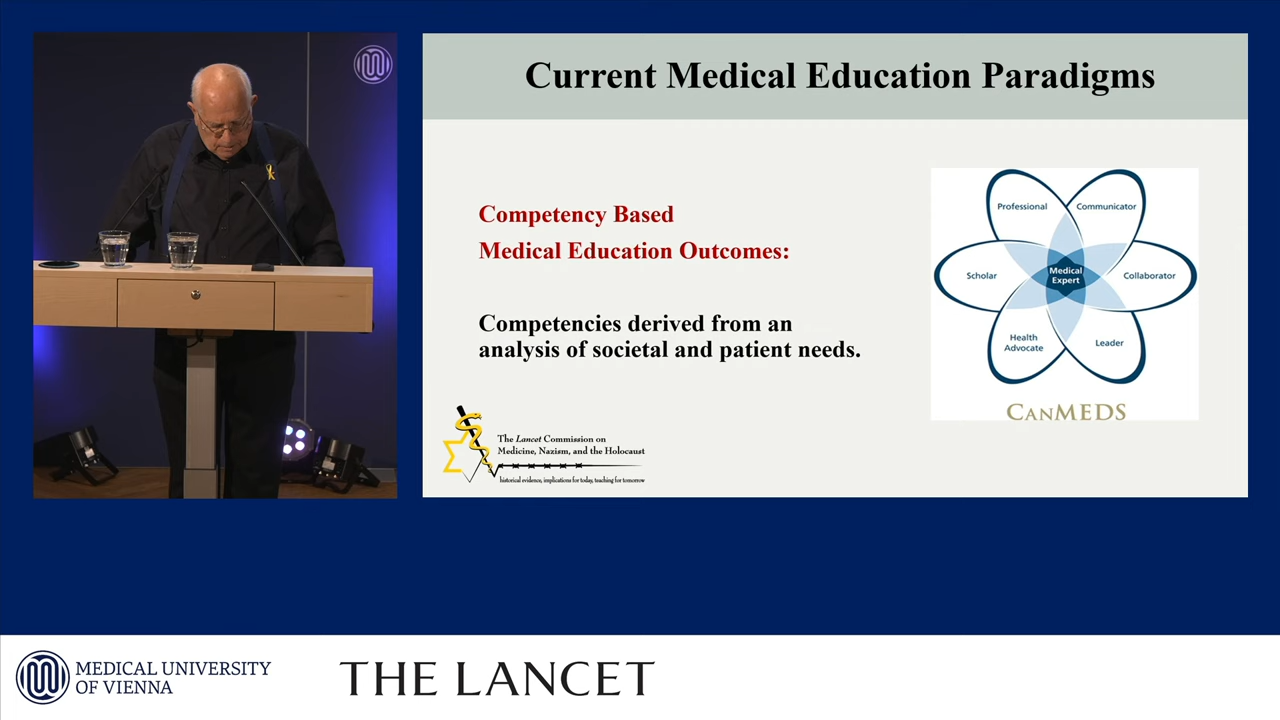 Current Medical Education Paradigms
Competency Based
Medical Education Outcomes:
Competencies derived from an
analysis of societal and patient needs.
Professional
Communicator
Scholar
Medical
Expert
Collaborator
Health
Advocate
Leader
CANMEDS
The Lancet Commission on
Medicine, Nazism, and the Holocaust
historical evidence, implications for today, teaching for tomorrow
MEDICAL UNIVERSITY
OF VIENNA
THE LANCET